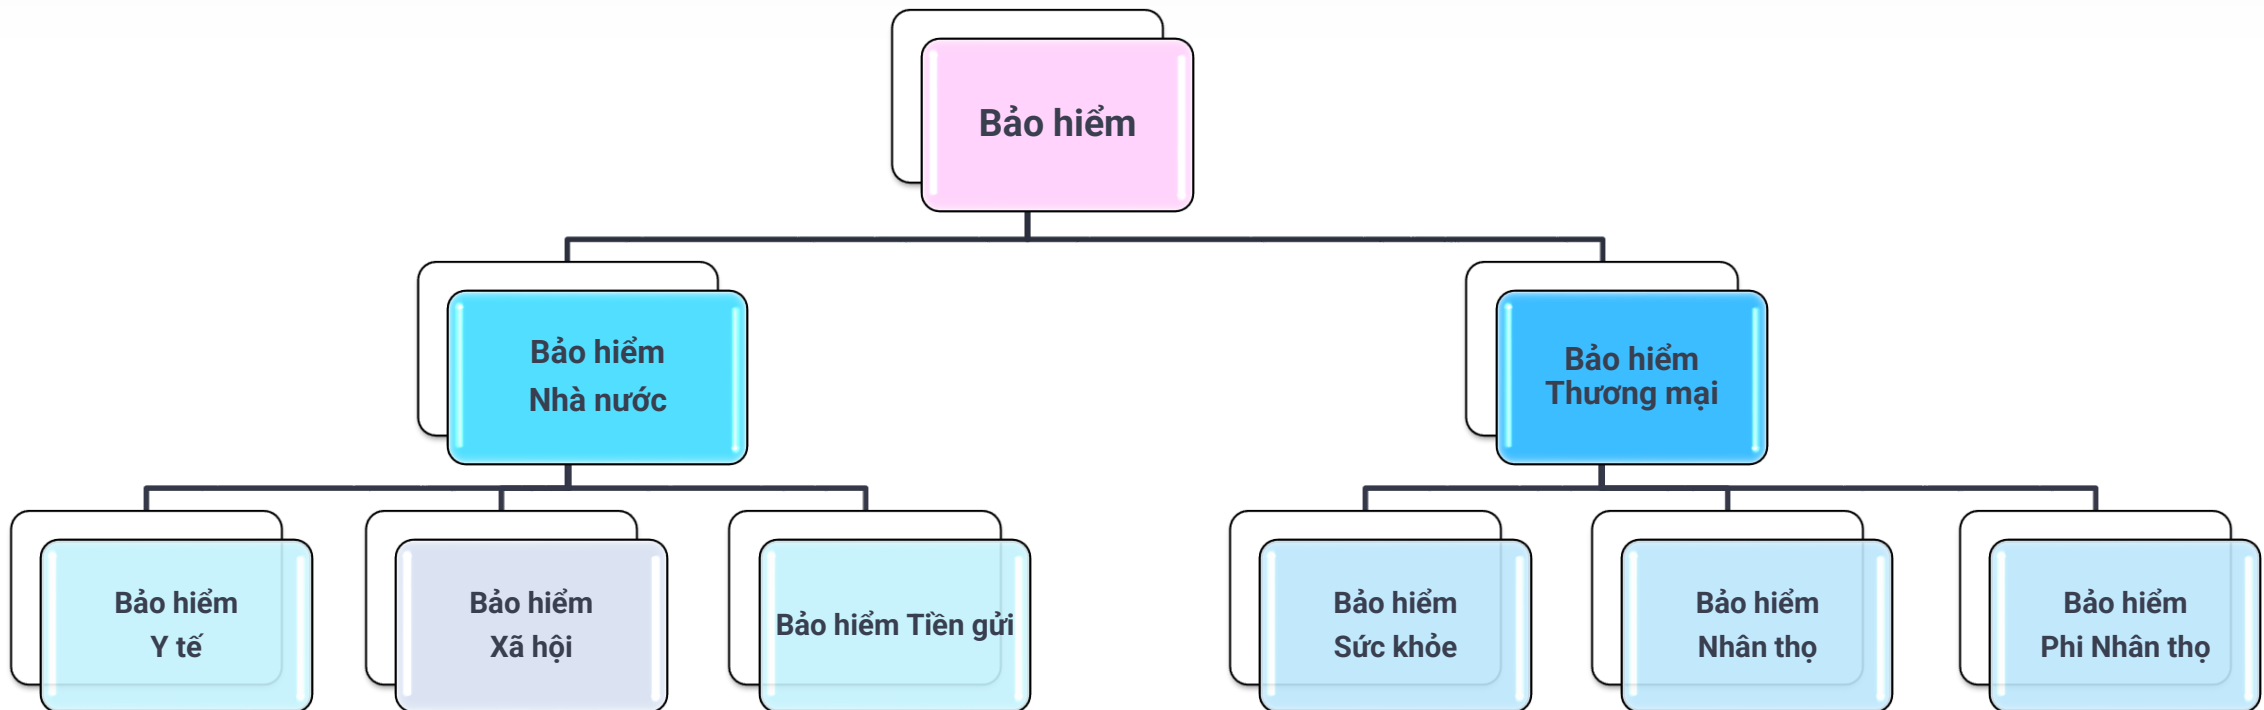 Bảo hiểm
Bảo hiểm
Nhà nước
Bảo hiểm
Thương mại
Bảo hiểm
Y tế
Bảo hiểm
Xã hội
Bảo hiểm Tiền gửi
Bảo hiểm
Sức khỏe
Bảo hiểm
Nhân thọ
Bảo hiểm
Phi Nhân thọ